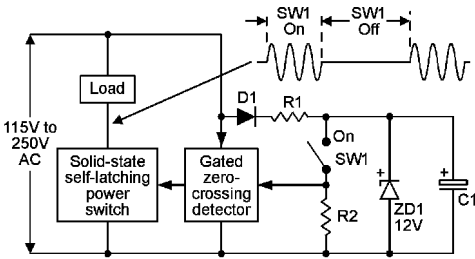 SW1 On
SW1 Off
Load
115V to
250V
AC
D1
R1
On
SW1
Solid-state
self-latching
power
switch
Gated
zero-
crossing
detector
R2
ZD1
12V
C1
+
+